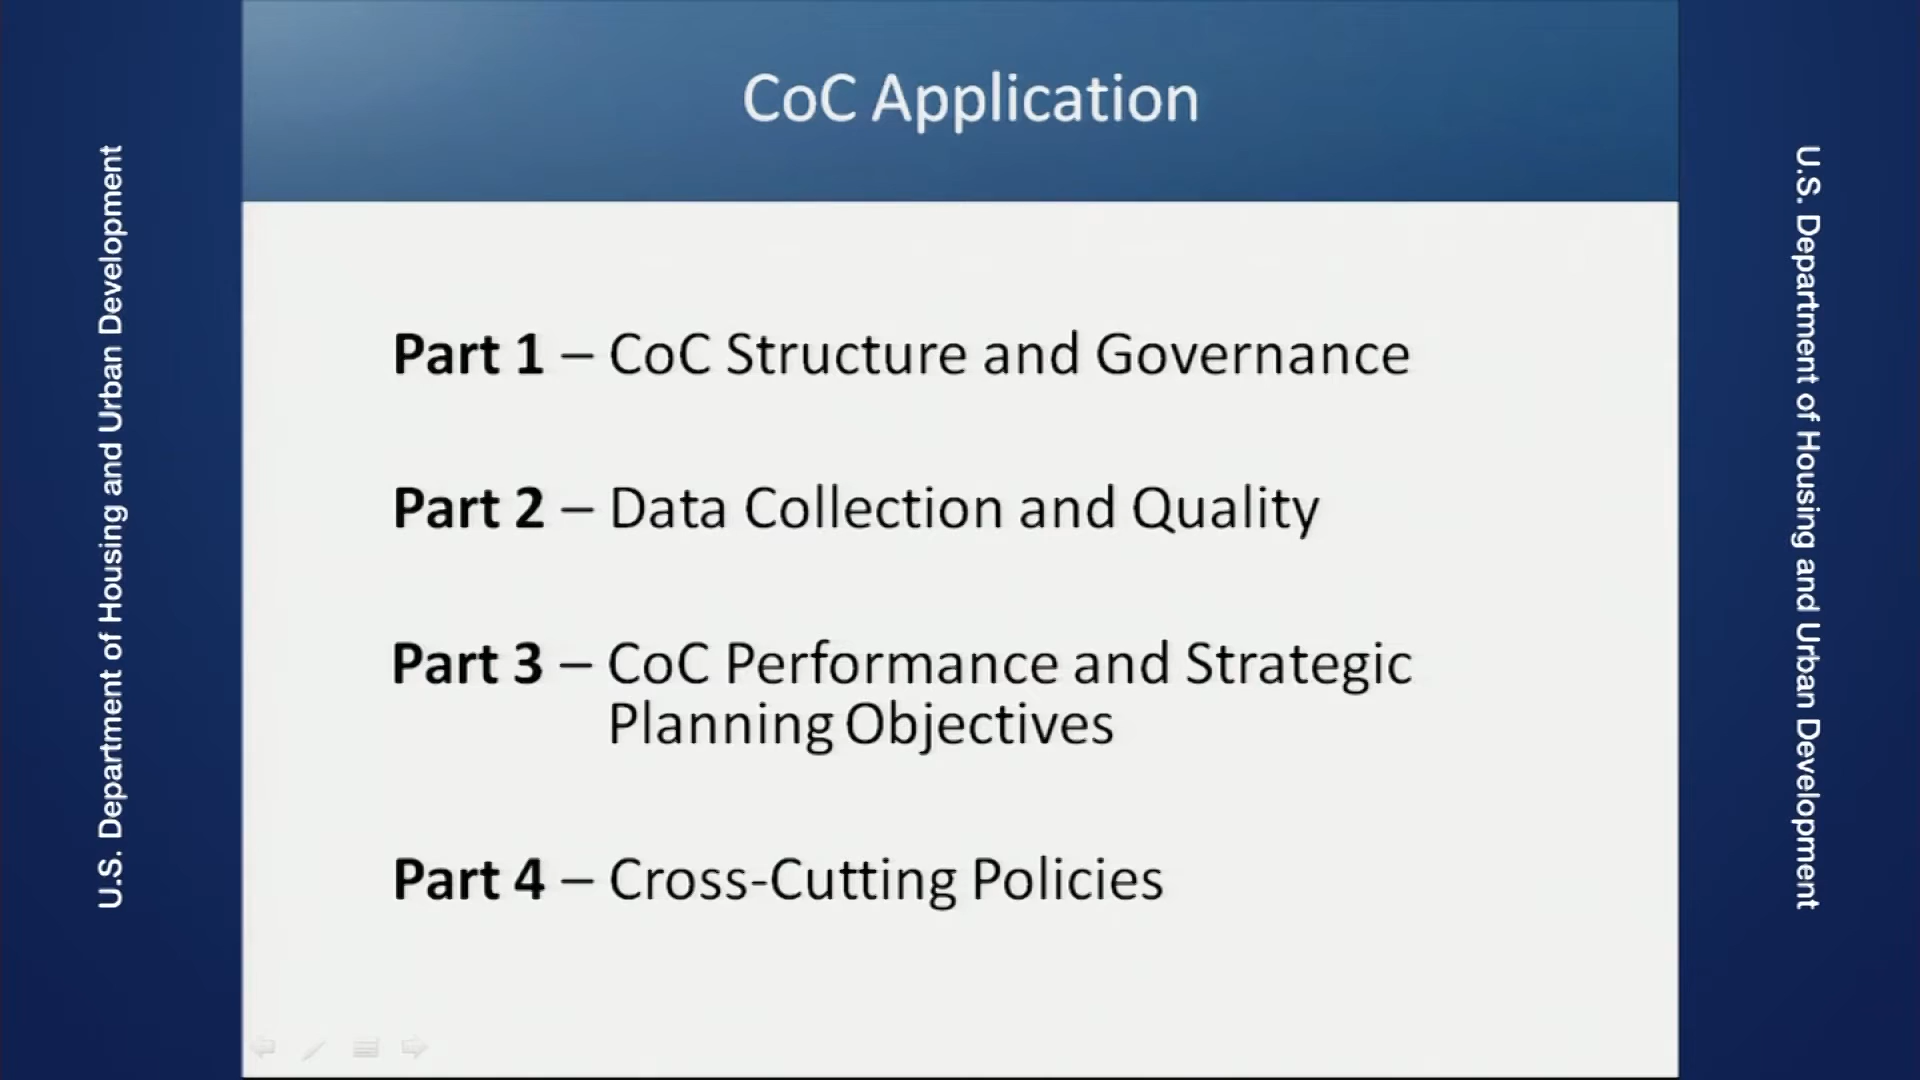 U.S. Department of Housing and Urban Development
CoC Application
Part 1 – CoC Structure and Governance
Part 2 – Data Collection and Quality
Part 3 – CoC Performance and Strategic
Planning Objectives
Part 4 – Cross-Cutting Policies
U.S. Department of Housing and Urban Development